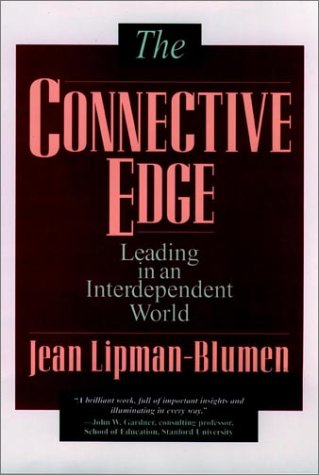 The
CONNECTIVE
EDGE
Leading
in an
Interdependent
World
Jean Lipman-Blumen
"A brilliant work, full of important insights and
illuminating in every way."
—John W. Gardner, consulting professor,
School of Education, Stanford University